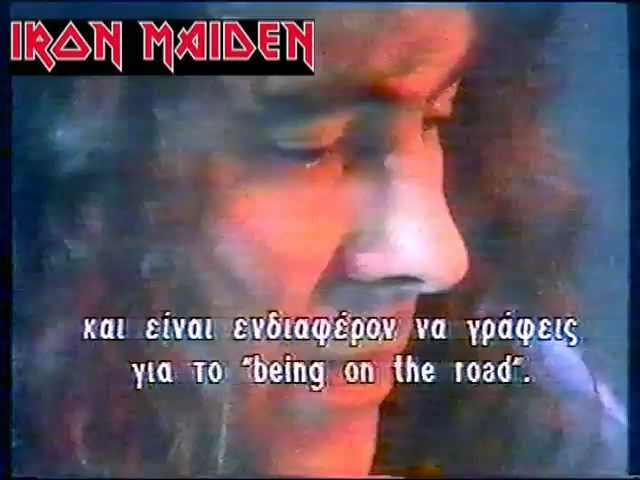 IRON MAIDEN
και είναι ενδιαφέρον να γράφεις
για το "being on the road".